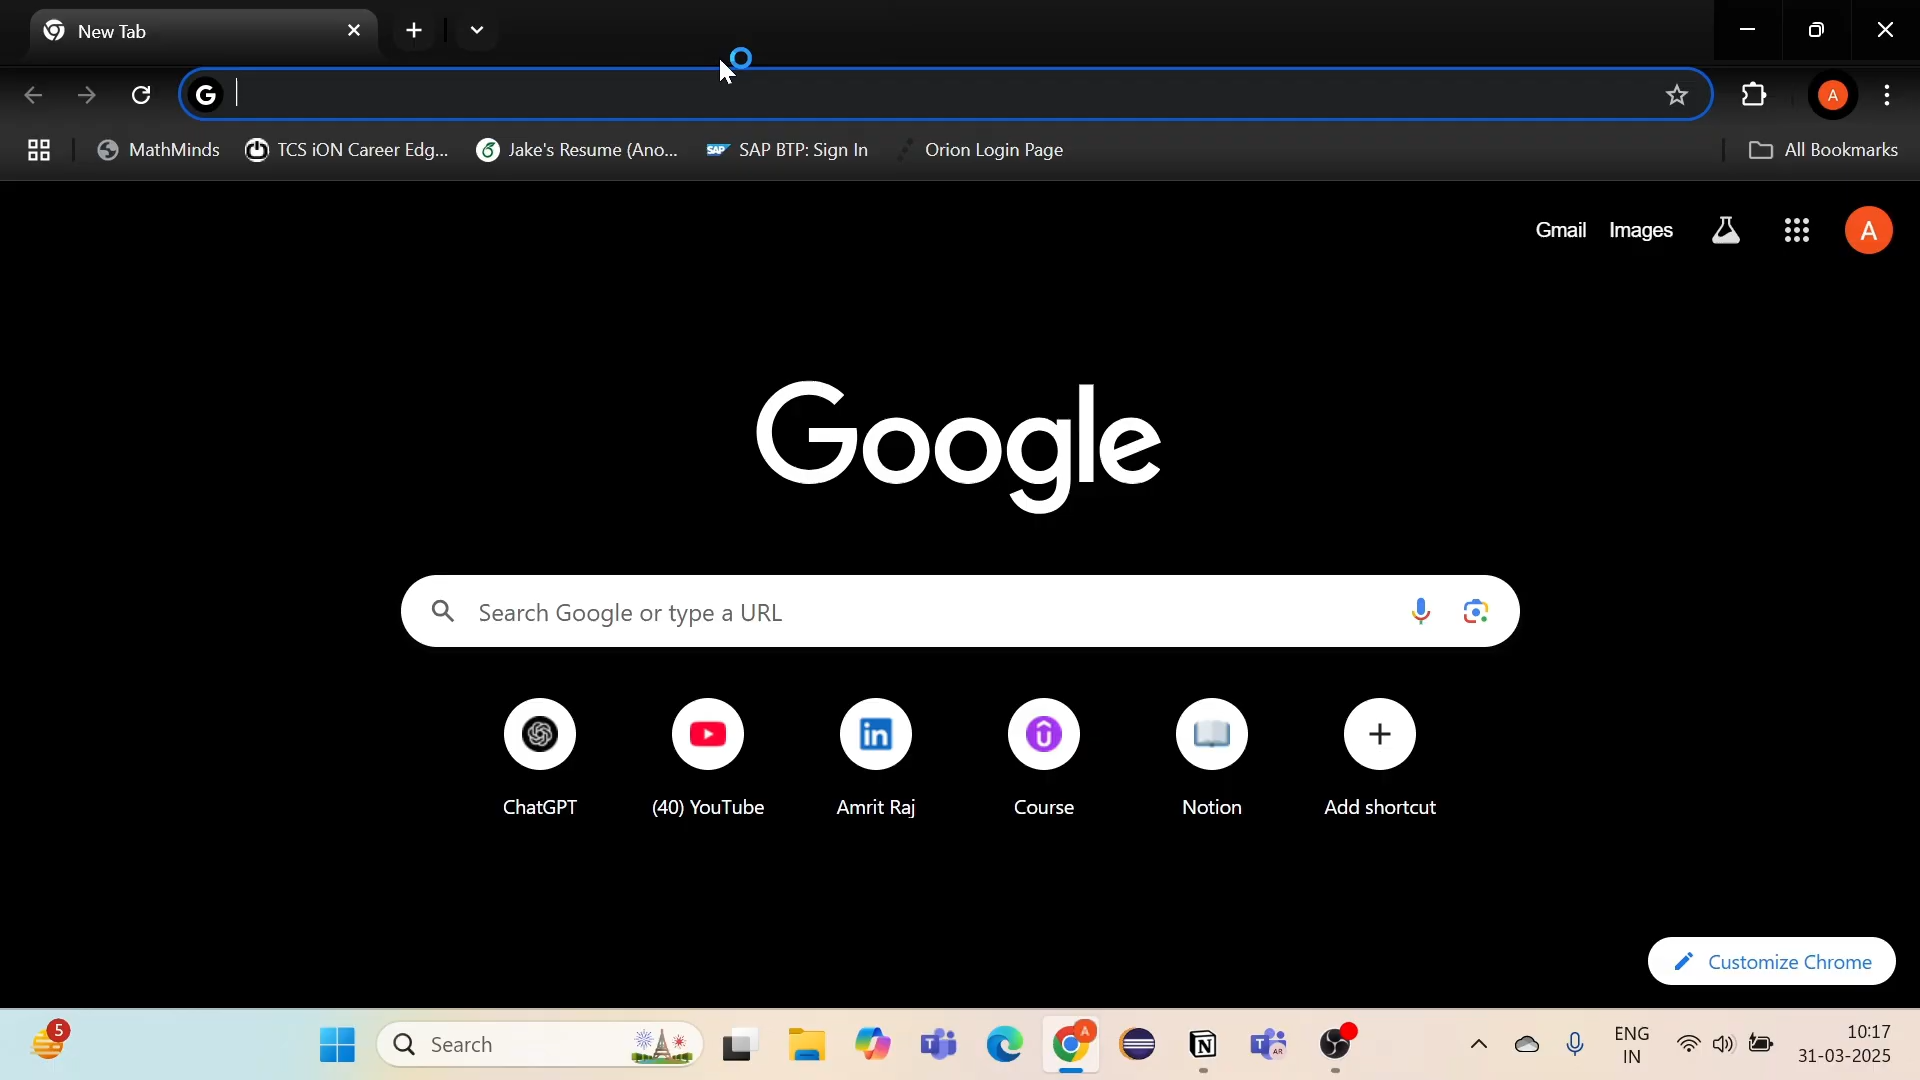 New Tab
MathMinds
TCS iON Career Edg...
Jake's Resume (Ano...
SAP BTP: Sign In
Orion Login Page
All Bookmarks
A
Gmail
Images
A
Google
Search Google or type a URL
ChatGPT
(40) YouTube
Amrit Raj
Course
Notion
Add shortcut
Customize Chrome
5
Search
ENG
IN
10:17
31-03-2025